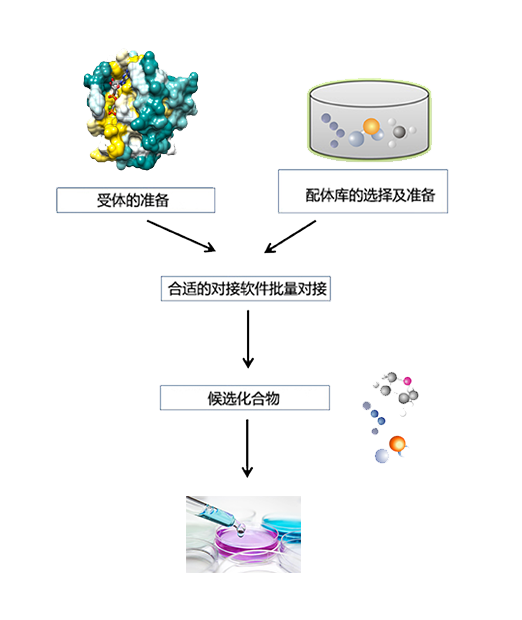 受体的准备
配体库的选择及准备
合适的对接软件批量对接
候选化合物